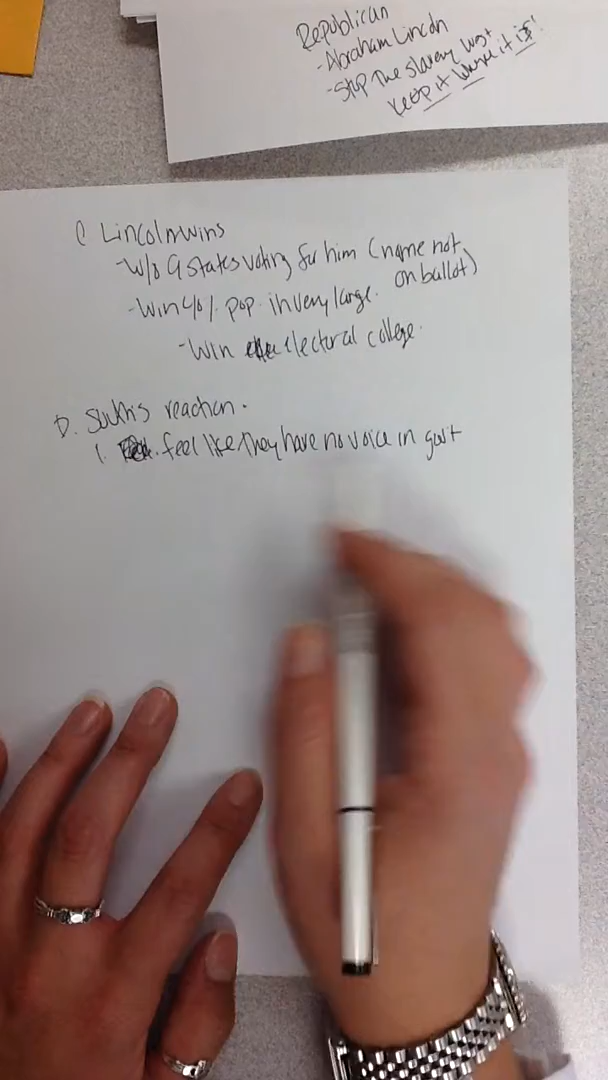 Republican
- Abraham Lincoln
- Stop the slavery west
keep it where it is!
C Lincoln wins
- W/o 9 states voting for him (name not
on ballot)
- Win 40% pop. in very large.
- Win electoral college.
D. South's reaction.
1. feel like they have no voice in gov't